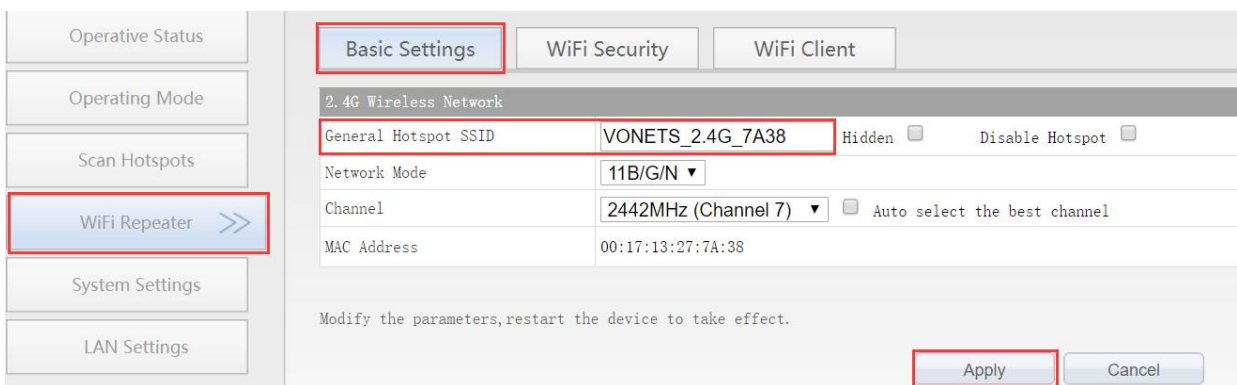 Operative Status
Operating Mode
Scan Hotspots
WiFi Repeater >>
System Settings
LAN Settings
Basic Settings WiFi Security WiFi Client
2.4G Wireless Network
General Hotspot SSID VONETS_2.4G_7A38 Hidden Disable Hotspot
Network Mode 11B/G/N
Channel 2442MHz (Channel 7) Auto select the best channel
MAC Address 00:17:13:27:7A:38
Modify the parameters,restart the device to take effect.
Apply Cancel